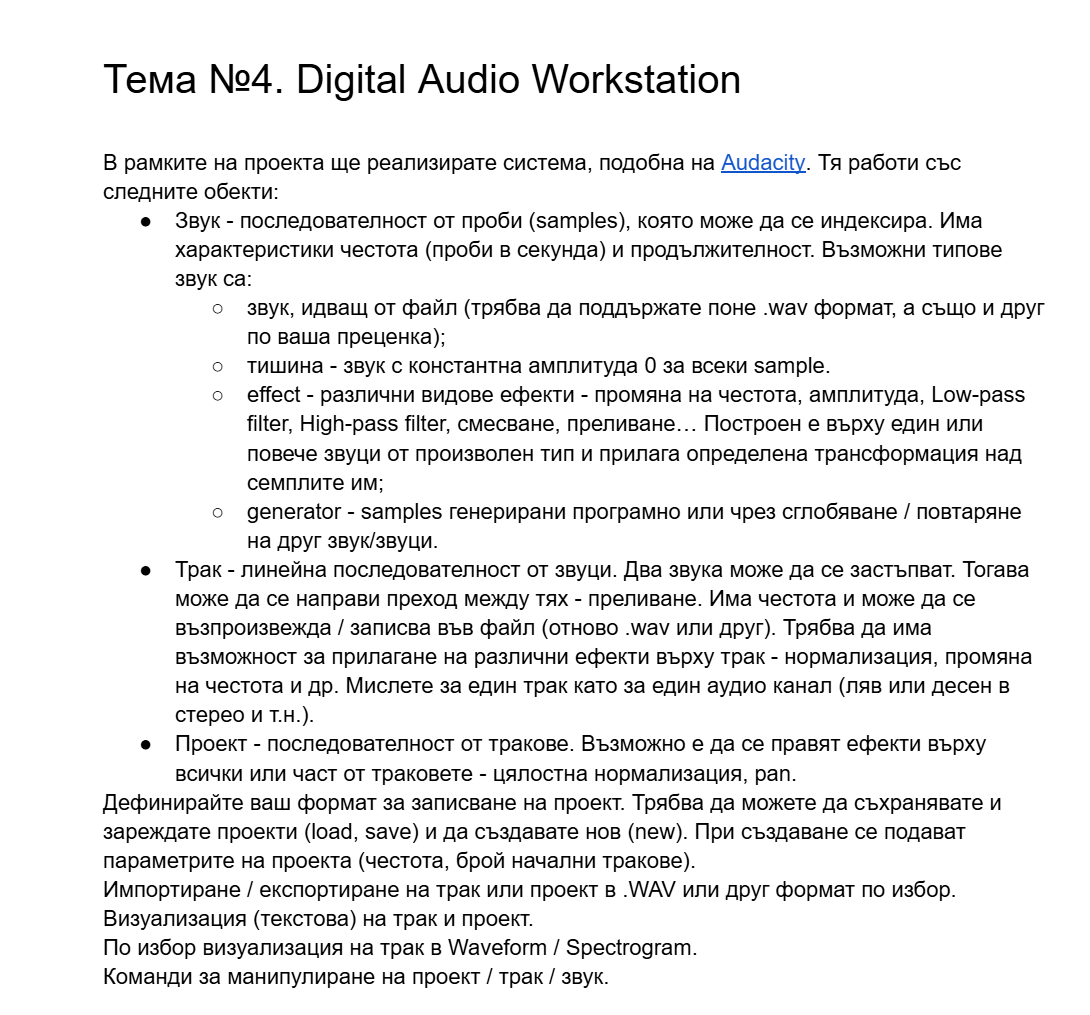 Тема №4. Digital Audio Workstation
В рамките на проекта ще реализирате система, подобна на Audacity. Тя работи със
следните обекти:
● Звук - последователност от проби (samples), която може да се индексира. Има
характеристики честота (проби в секунда) и продължителност. Възможни типове
звук са:
○ звук, идващ от файл (трябва да поддържате поне .wav формат, а също и друг
по ваша преценка);
○ тишина - звук с константна амплитуда 0 за всеки sample.
○ effect - различни видове ефекти - промяна на честота, амплитуда, Low-pass
filter, High-pass filter, смесване, преливане… Построен е върху един или
повече звуци от произволен тип и прилага определена трансформация над
семплите им;
○ generator - samples генерирани програмно или чрез сглобяване / повтаряне
на друг звук/звуци.
● Трак - линейна последователност от звуци. Два звука може да се застъпват. Тогава
може да се направи преход между тях - преливане. Има честота и може да се
възпроизвежда / записва във файл (отново .wav или друг). Трябва да има
възможност за прилагане на различни ефекти върху трак - нормализация, промяна
на честота и др. Мислете за един трак като за един аудио канал (ляв или десен в
стерео и т.н.).
● Проект - последователност от тракове. Възможно е да се правят ефекти върху
всички или част от траковете - цялостна нормализация, pan.
Дефинирайте ваш формат за записване на проект. Трябва да можете да съхранявате и
зареждате проекти (load, save) и да създавате нов (new). При създаване се подават
параметрите на проекта (честота, брой начални тракове).
Импортиране / експортиране на трак или проект в .WAV или друг формат по избор.
Визуализация (текстова) на трак и проект.
По избор визуализация на трак в Waveform / Spectrogram.
Команди за манипулиране на проект / трак / звук.